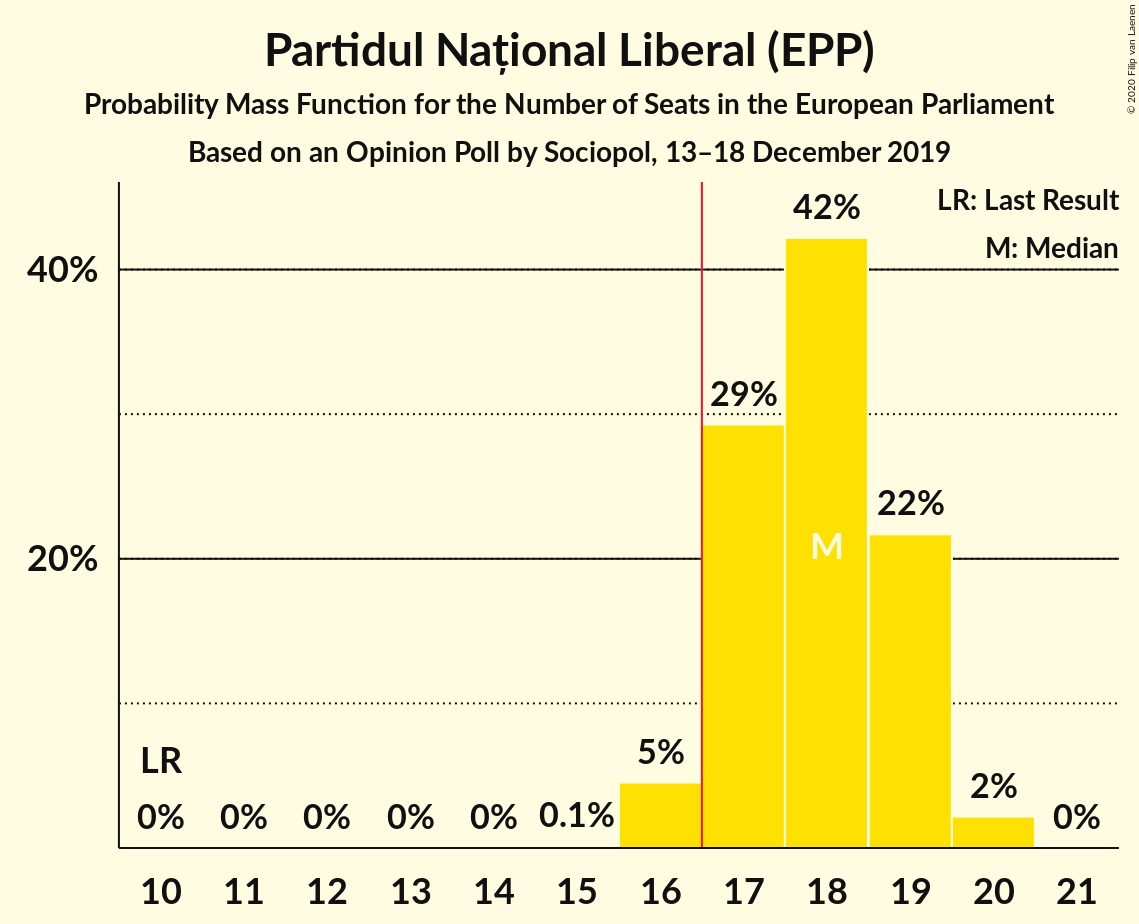 Partidul Național Liberal (EPP)
Probability Mass Function for the Number of Seats in the European Parliament
Based on an Opinion Poll by Sociopol, 13–18 December 2019
© 2020 Filip van Laenen
LR: Last Result
M: Median
40%
20%
LR
0%
0%
0%
0%
0%
0.1%
5%
29%
42%
M
22%
2%
0%
10 11 12 13 14 15 16 17 18 19 20 21